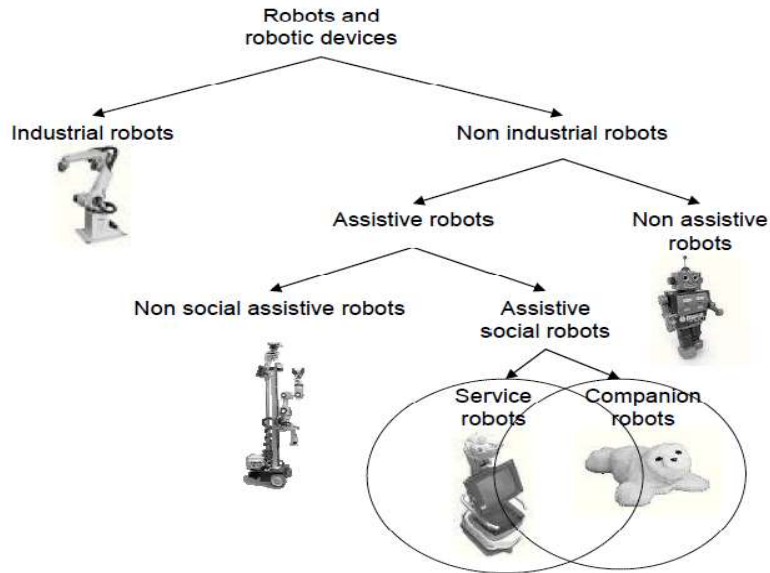 Robots and
robotic devices
Industrial robots
Non industrial robots
Assistive robots
Non assistive
robots
Non social assistive robots
Assistive
social robots
Service
robots
Companion
robots